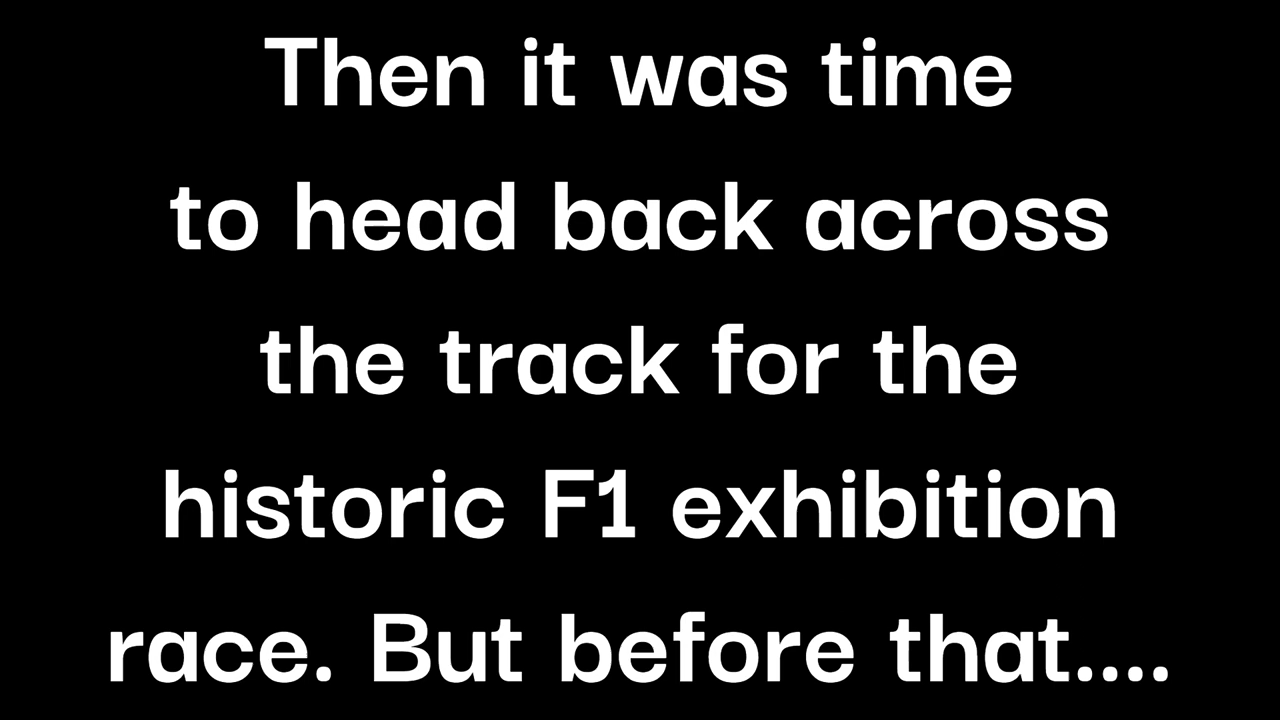 Then it was time
to head back across
the track for the
historic F1 exhibition
race. But before that....